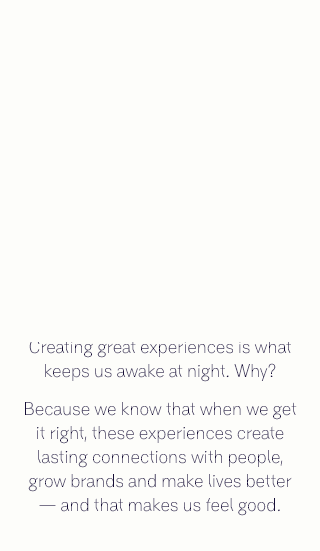 Creating great experiences is what
keeps us awake at night. Why?
Because we know that when we get
it right, these experiences create
lasting connections with people,
grow brands and make lives better
— and that makes us feel good.